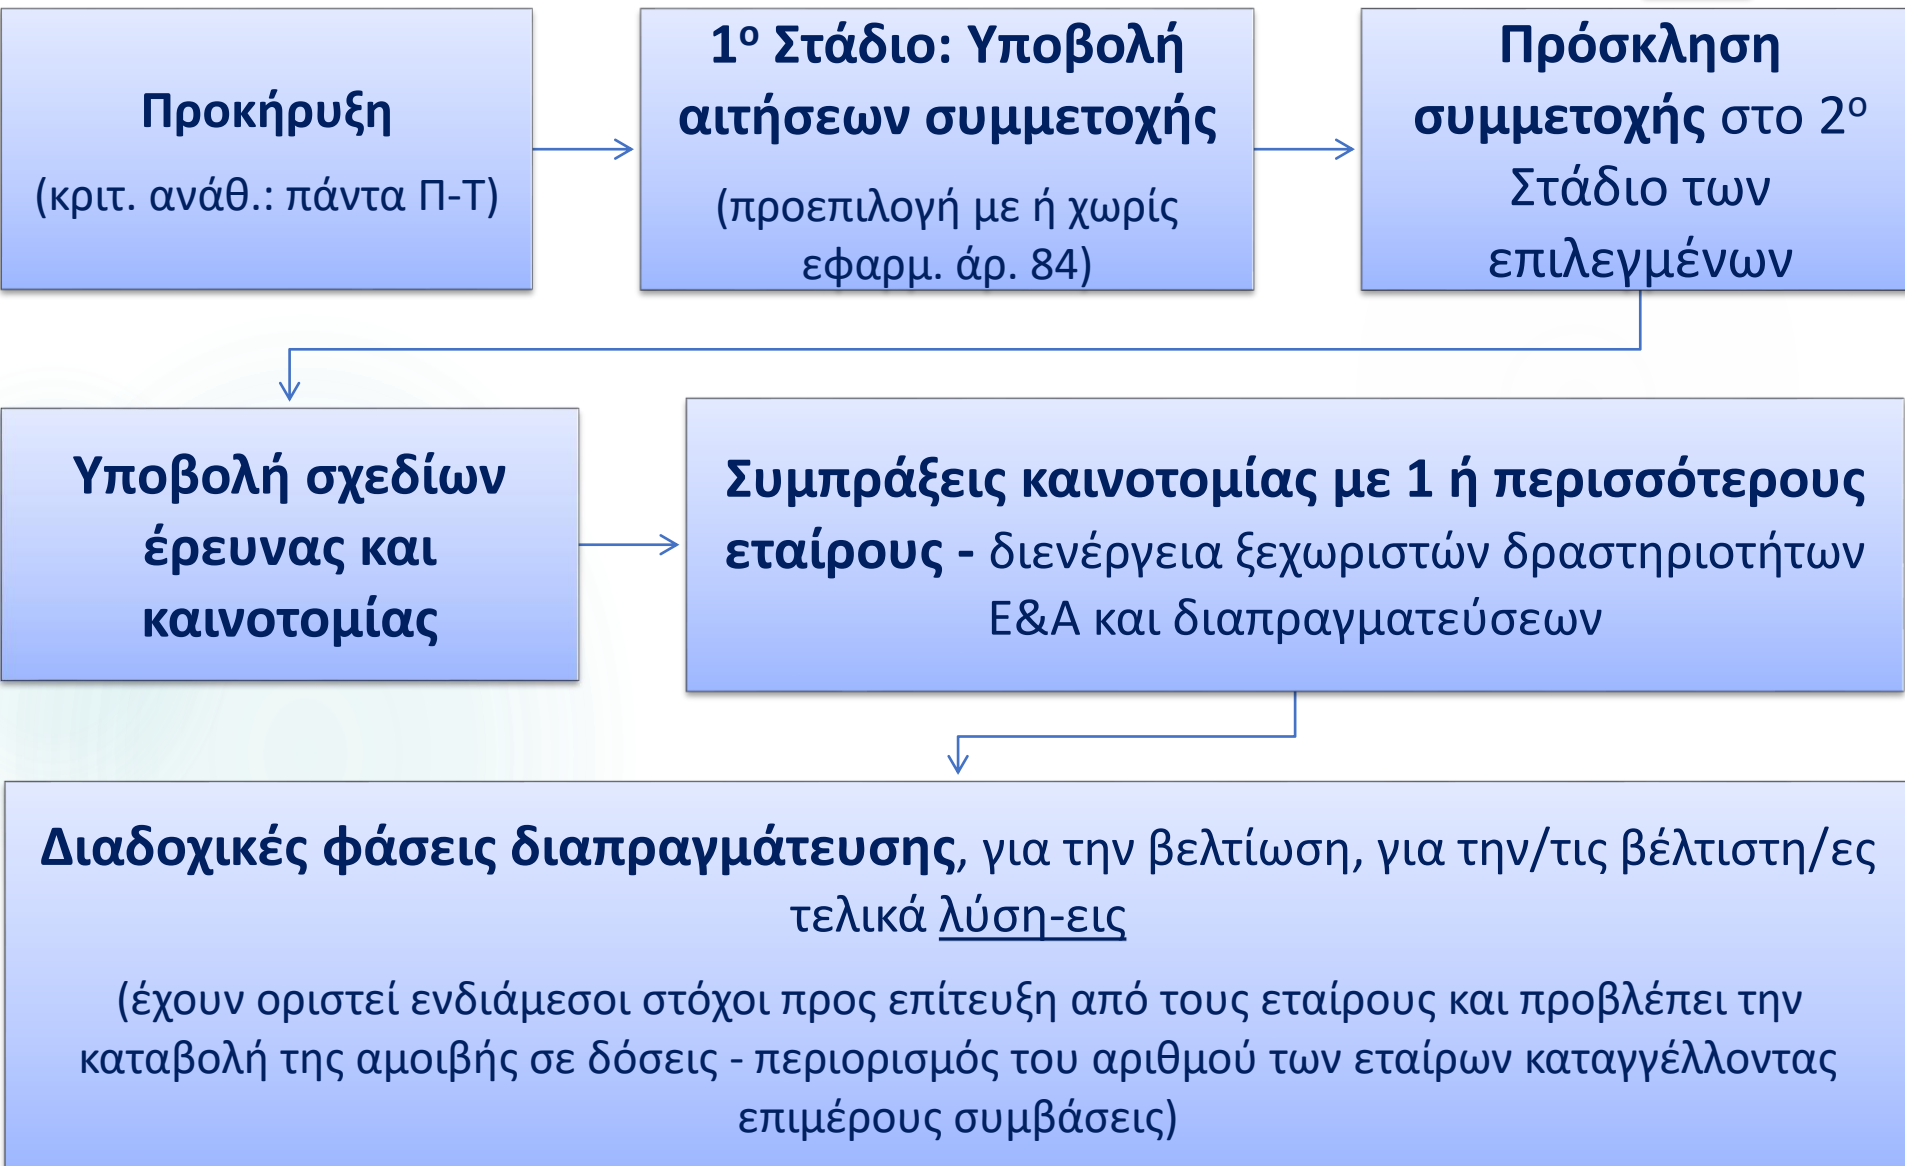 Προκήρυξη
(κριτ. ανάθ.: πάντα Π-Τ)
1ο Στάδιο: Υποβολή
αιτήσεων συμμετοχής
(προεπιλογή με ή χωρίς
εφαρμ. άρ. 84)
Πρόσκληση
συμμετοχής στο 2ο
Στάδιο των
επιλεγμένων
Υποβολή σχεδίων
έρευνας και
καινοτομίας
Συμπράξεις καινοτομίας με 1 ή περισσότερους
εταίρους - διενέργεια ξεχωριστών δραστηριοτήτων
Ε&Α και διαπραγματεύσεων
Διαδοχικές φάσεις διαπραγμάτευσης, για την βελτίωση, για την/τις βέλτιστη/ες
τελικά λύση-εις
(έχουν οριστεί ενδιάμεσοι στόχοι προς επίτευξη από τους εταίρους και προβλέπει την
καταβολή της αμοιβής σε δόσεις - περιορισμός του αριθμού των εταίρων καταγγέλλοντας
επιμέρους συμβάσεις)